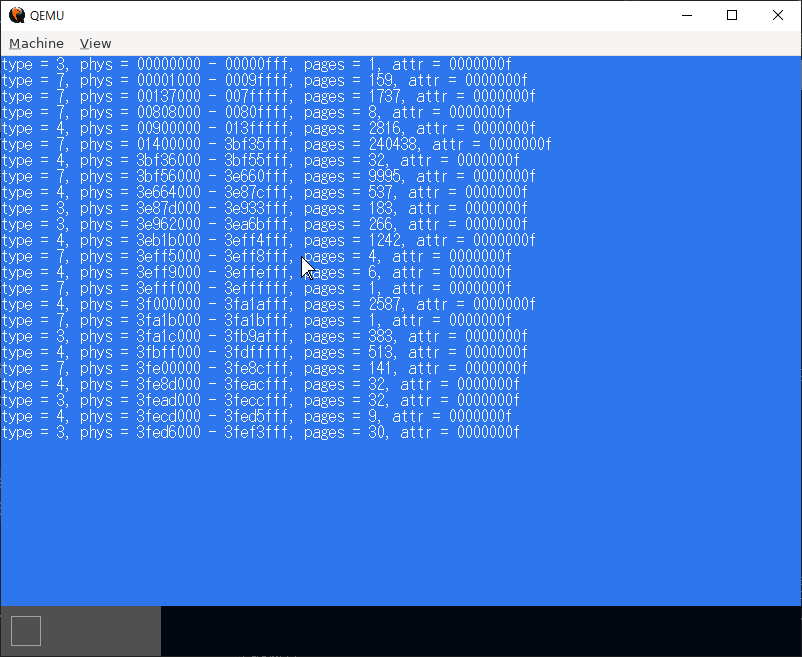 QEMU
Machine View
type = 3, phys = 00000000 - 00000fff, pages = 1, attr = 0000000f
type = 7, phys = 00001000 - 0009ffff, pages = 159, attr = 0000000f
type = 7, phys = 00137000 - 007fffff, pages = 1737, attr = 0000000f
type = 7, phys = 00808000 - 0080ffff, pages = 8, attr = 0000000f
type = 4, phys = 00900000 - 013fffff, pages = 2816, attr = 0000000f
type = 7, phys = 01400000 - 3bf35fff, pages = 240438, attr = 0000000f
type = 4, phys = 3bf36000 - 3bf55fff, pages = 32, attr = 0000000f
type = 7, phys = 3bf56000 - 3e660fff, pages = 9995, attr = 0000000f
type = 4, phys = 3e664000 - 3e87cfff, pages = 537, attr = 0000000f
type = 3, phys = 3e87d000 - 3e933fff, pages = 183, attr = 0000000f
type = 3, phys = 3e962000 - 3ea6bfff, pages = 266, attr = 0000000f
type = 4, phys = 3eb1b000 - 3eff4fff, pages = 1242, attr = 0000000f
type = 7, phys = 3eff5000 - 3eff8fff, pages = 4, attr = 0000000f
type = 4, phys = 3eff9000 - 3effefff, pages = 6, attr = 0000000f
type = 7, phys = 3efff000 - 3effffff, pages = 1, attr = 0000000f
type = 4, phys = 3f000000 - 3fa1afff, pages = 2587, attr = 0000000f
type = 7, phys = 3fa1b000 - 3fa1bfff, pages = 1, attr = 0000000f
type = 3, phys = 3fa1c000 - 3fb9afff, pages = 383, attr = 0000000f
type = 4, phys = 3fbff000 - 3fdfffff, pages = 513, attr = 0000000f
type = 7, phys = 3fe00000 - 3fe8cfff, pages = 141, attr = 0000000f
type = 4, phys = 3fe8d000 - 3feacfff, pages = 32, attr = 0000000f
type = 3, phys = 3fead000 - 3feccfff, pages = 32, attr = 0000000f
type = 4, phys = 3fecd000 - 3fed5fff, pages = 9, attr = 0000000f
type = 3, phys = 3fed6000 - 3fef3fff, pages = 30, attr = 0000000f